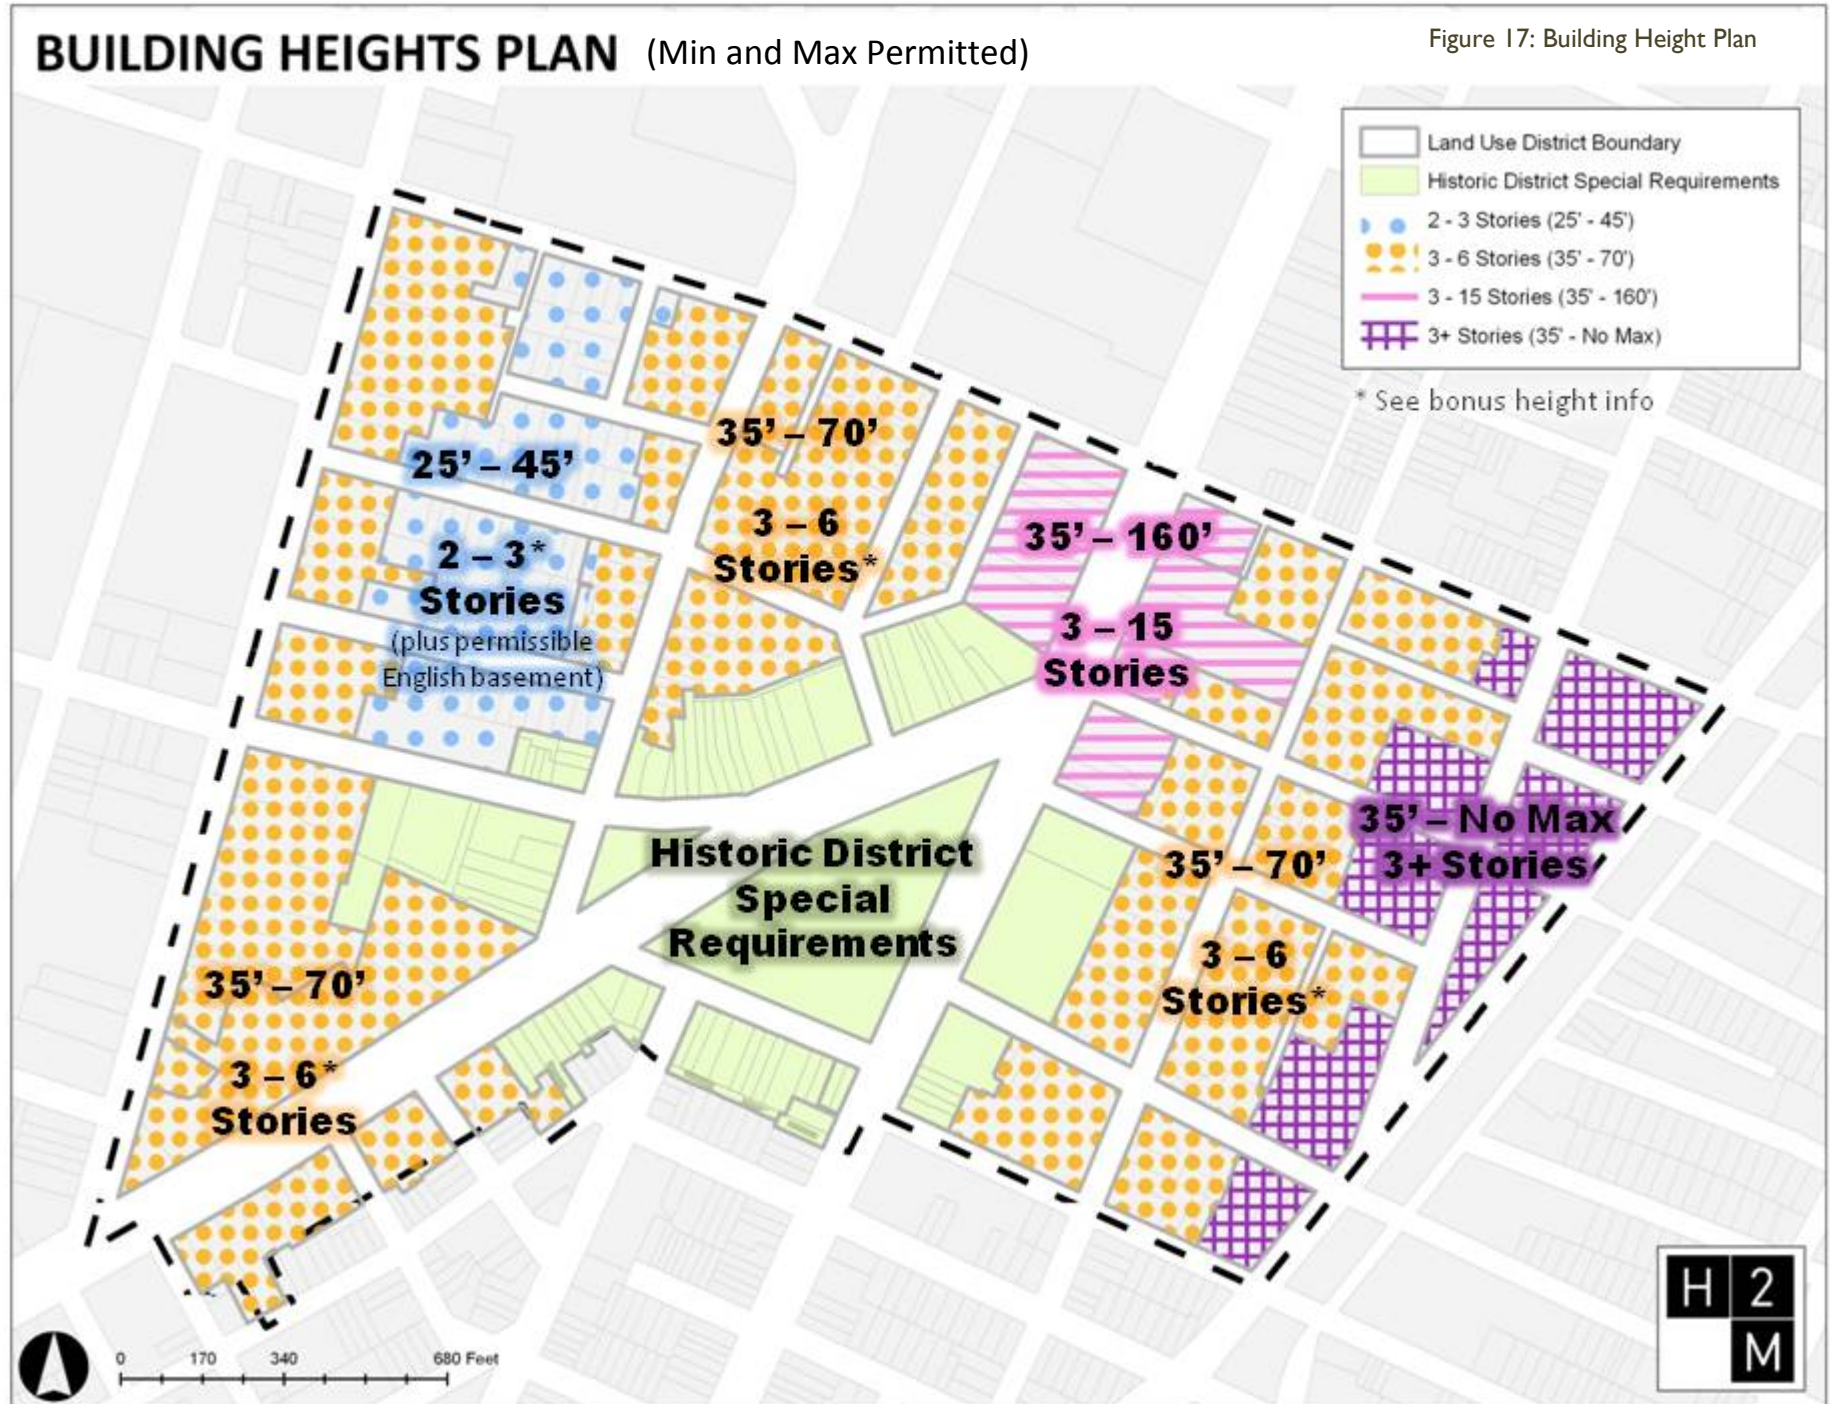 BUILDING HEIGHTS PLAN (Min and Max Permitted)
Figure 17: Building Height Plan
Land Use District Boundary
Historic District Special Requirements
2 - 3 Stories (25' - 45')
3 - 6 Stories (35' - 70')
3 - 15 Stories (35' - 160')
3+ Stories (35' - No Max)
* See bonus height info
35' – 70'
3 – 6
Stories*
25' – 45'
2 – 3*
Stories
(plus permissible
English basement)
35' – 160'
3 – 15
Stories
35' – No Max
3+ Stories
Historic District
Special
Requirements
35' – 70'
3 – 6
Stories*
35' – 70'
3 – 6*
Stories
0 170 340 680 Feet
H 2
M